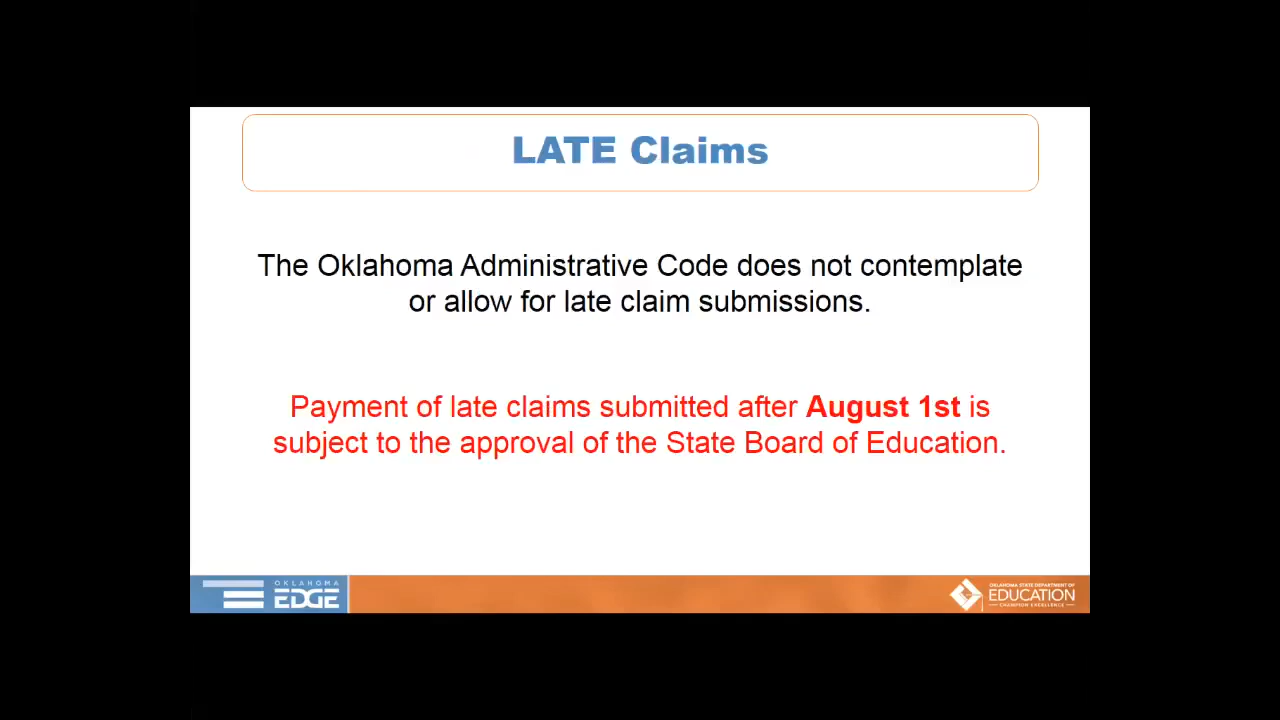 LATE Claims
The Oklahoma Administrative Code does not contemplate
or allow for late claim submissions.
Payment of late claims submitted after August 1st is
subject to the approval of the State Board of Education.
OKLAHOMA
EDGE
OKLAHOMA STATE DEPARTMENT OF
EDUCATION
CHAMPION EXCELLENCE